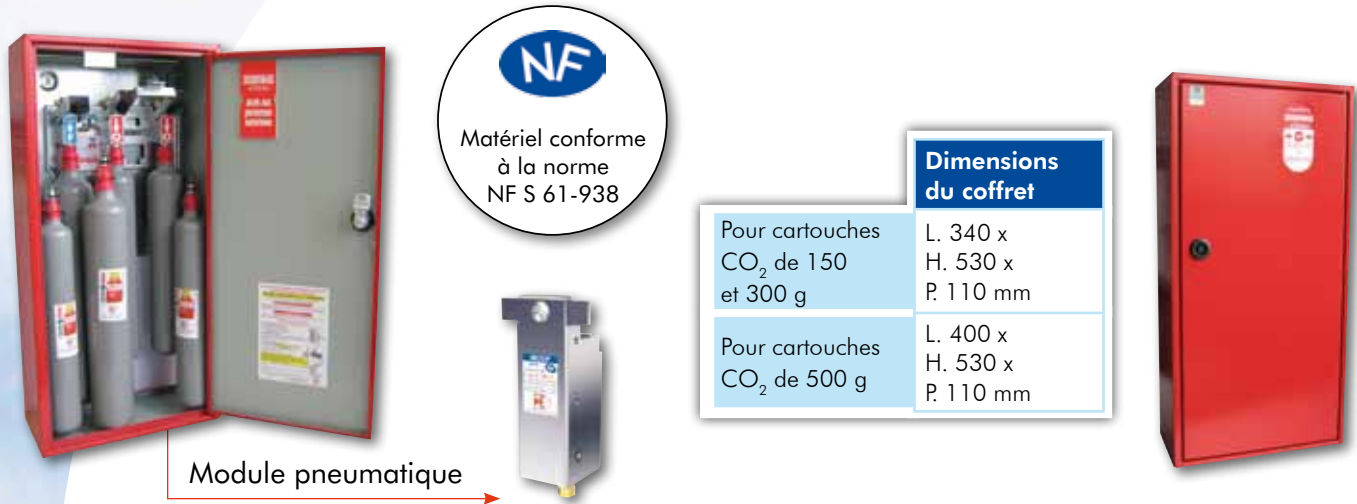 NF
Matériel conforme
à la norme
NF S 61-938
Dimensions
du coffret
Pour cartouches
CO₂ de 150
et 300 g
L. 340 x
H. 530 x
P. 110 mm
Pour cartouches
CO₂ de 500 g
L. 400 x
H. 530 x
P. 110 mm
Module pneumatique